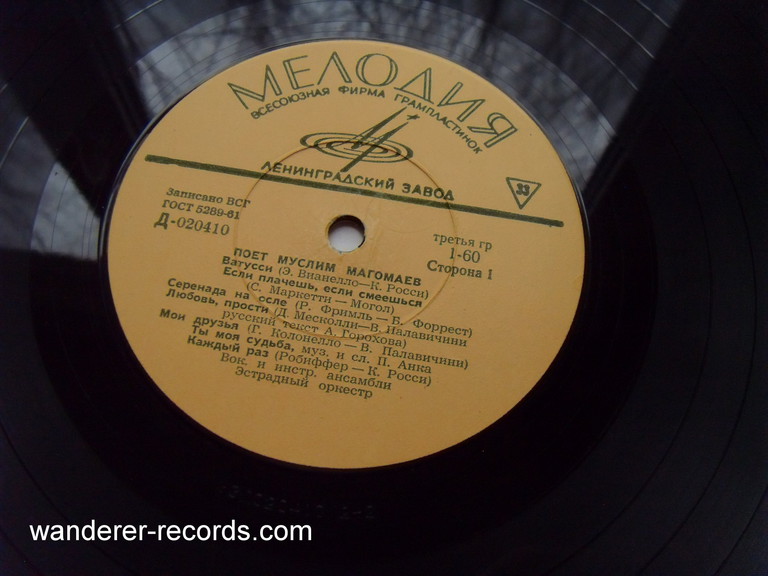 МЕЛОДИЯ
ВСЕСОЮЗНАЯ ФИРМА ГРАМПЛАСТИНОК
ЛЕНИНГРАДСКИЙ ЗАВОД
33
Записано ВСГ
ГОСТ 5289-61
Д-020410
третья гр
1-60
Сторона 1
ПОЕТ МУСЛИМ МАГОМАЕВ
Ватусси (Э. Вианелло—К. Росси)
Если плачешь, если смеешься
(С. Маркетти—Могол)
Серенада на осле (Р. Фримль — Б. Форрест)
Любовь, прости (Д. Месколли—В. Палавичини
русский текст А. Горохова)
Мои друзья (Г. Колонелло — В. Палавичини)
Ты моя судьба, муз. и сл. П. Анка
Каждый раз (Робиффер — К. Росси)
Вок. и инстр. ансамбли
Эстрадный оркестр
wanderer-records.com